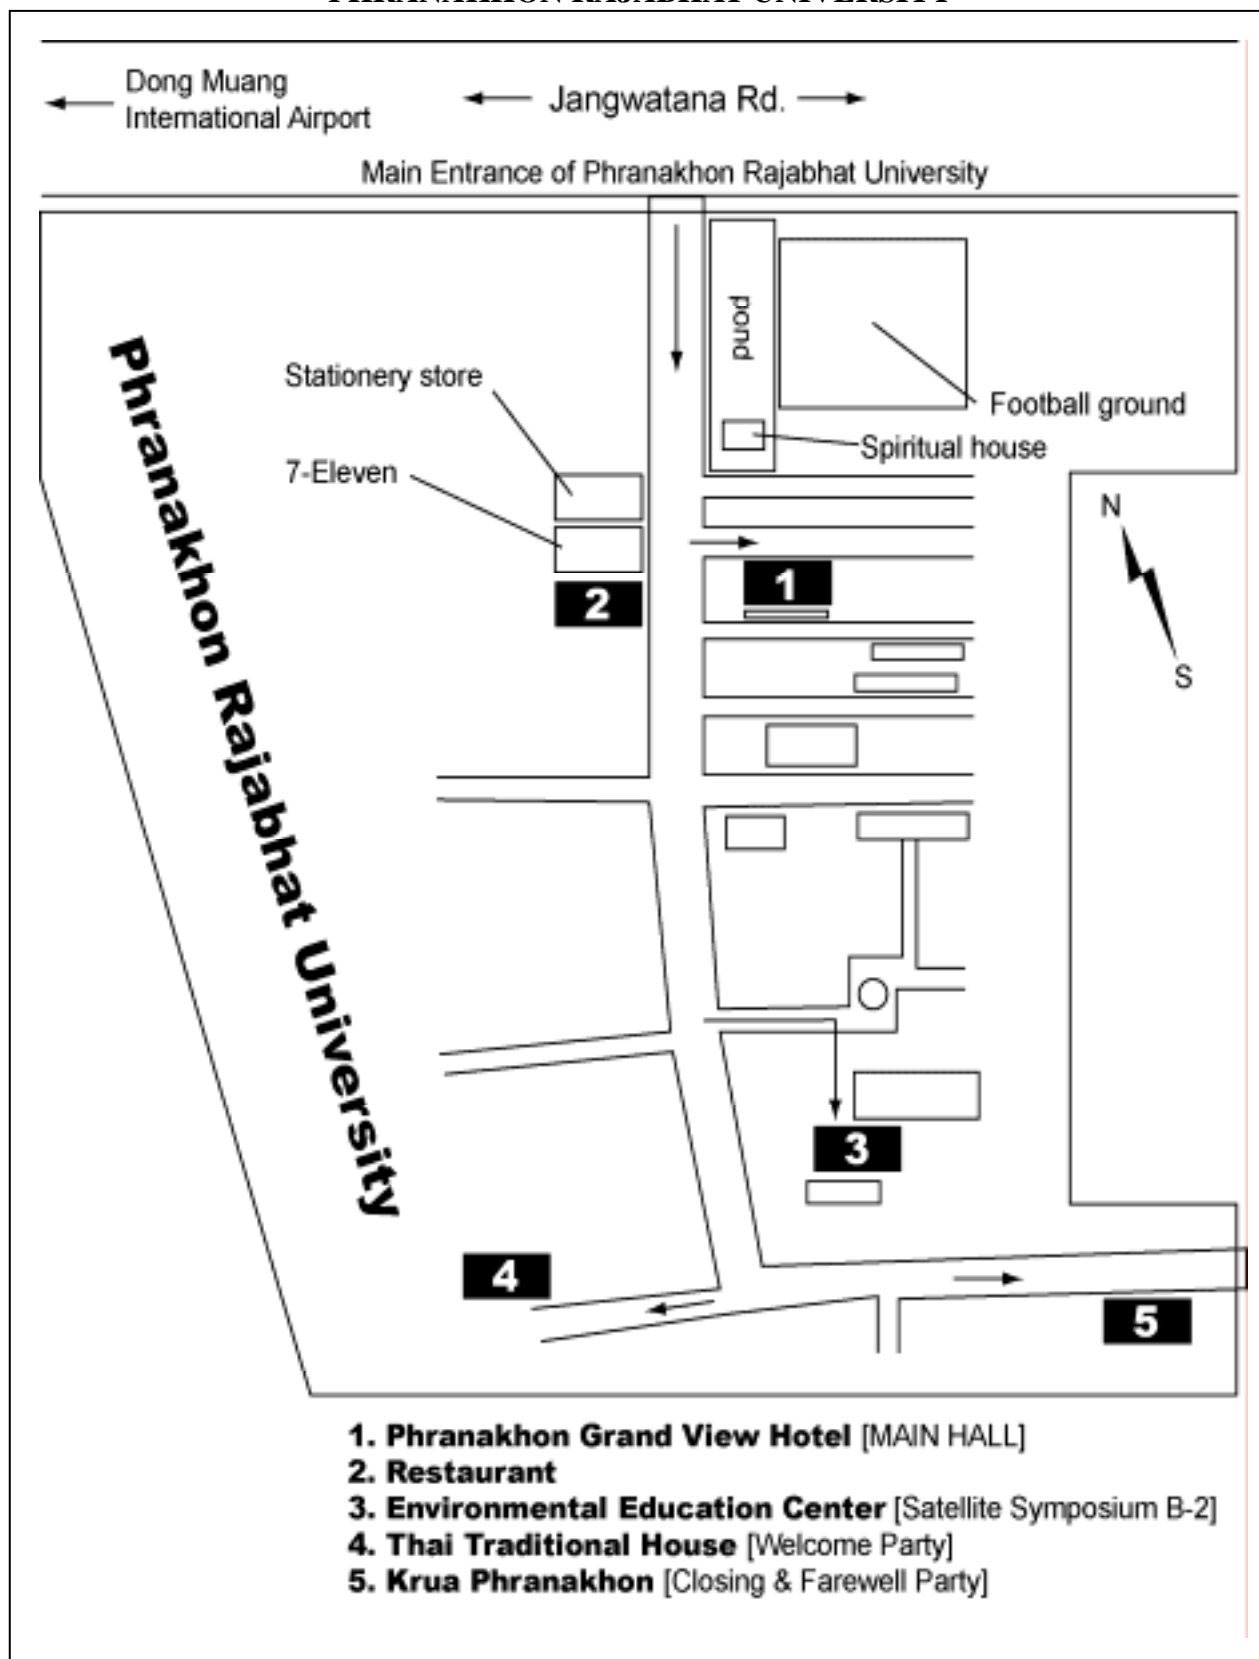 PHRANAKHON RAJABHAT UNIVERSITY
Dong Muang
International Airport
Jangwatana Rd.
Main Entrance of Phranakhon Rajabhat University
pond
Stationery store
Football ground
Spiritual house
7-Eleven
N
S
1
2
Phranakhon Rajabhat University
3
4
5
1. Phranakhon Grand View Hotel [MAIN HALL]
2. Restaurant
3. Environmental Education Center [Satellite Symposium B-2]
4. Thai Traditional House [Welcome Party]
5. Krua Phranakhon [Closing & Farewell Party]